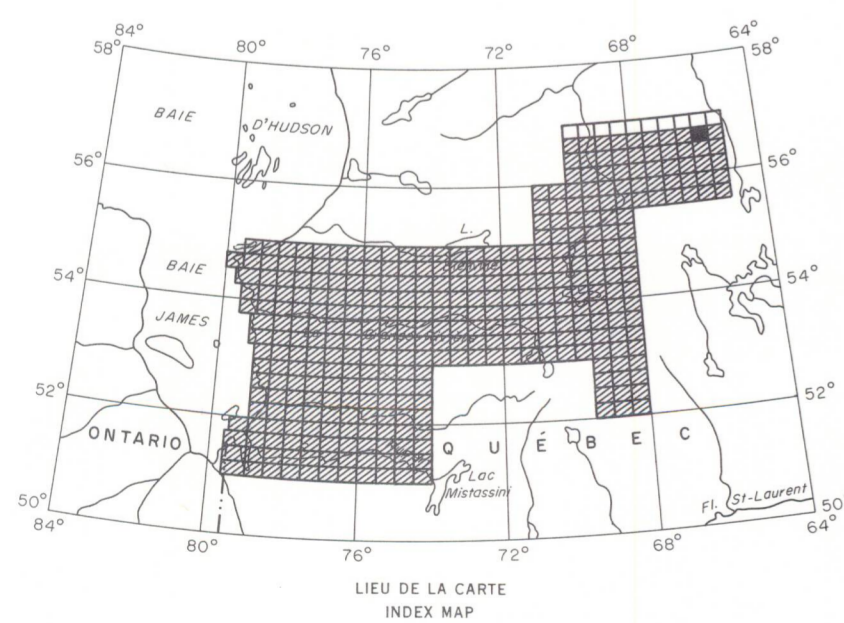 84° 80° 76° 72° 68° 64°
58° 58°
BAIE
D'HUDSON
56° 56°
L.
BAIE
54° 54°
JAMES
52° 52°
ONTARIO
QUÉBEC
Lac
Mistassini
Fl. St-Laurent
50° 50
84° 80° 76° 72° 68° 64°
LIEU DE LA CARTE
INDEX MAP